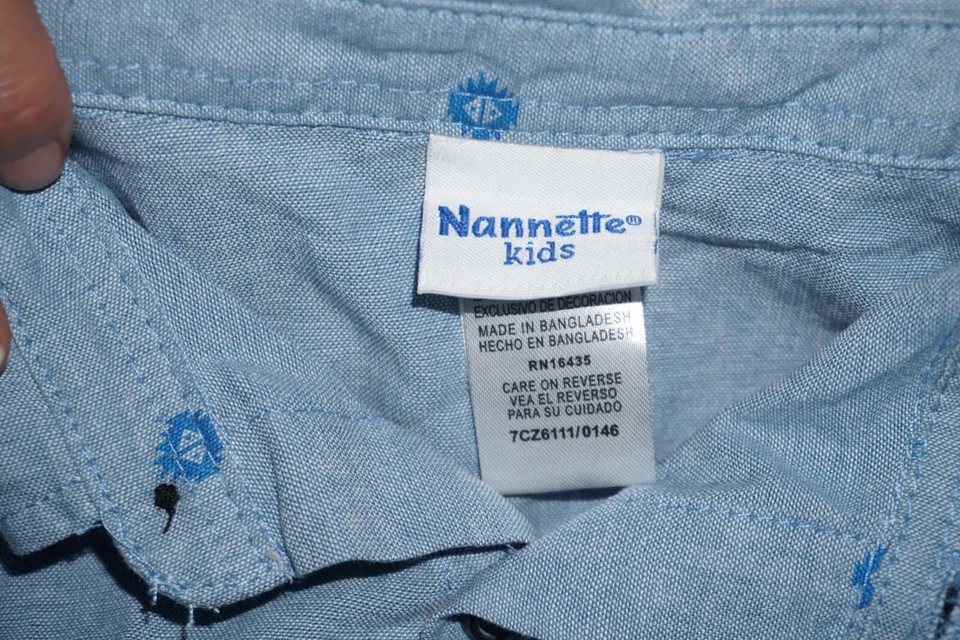 Nannette®
kids
EXCLUSIVO DE DECORACION
MADE IN BANGLADESH
HECHO EN BANGLADESH
RN16435
CARE ON REVERSE
VEA EL REVERSO
PARA SU CUIDADO
7CZ6111/0146